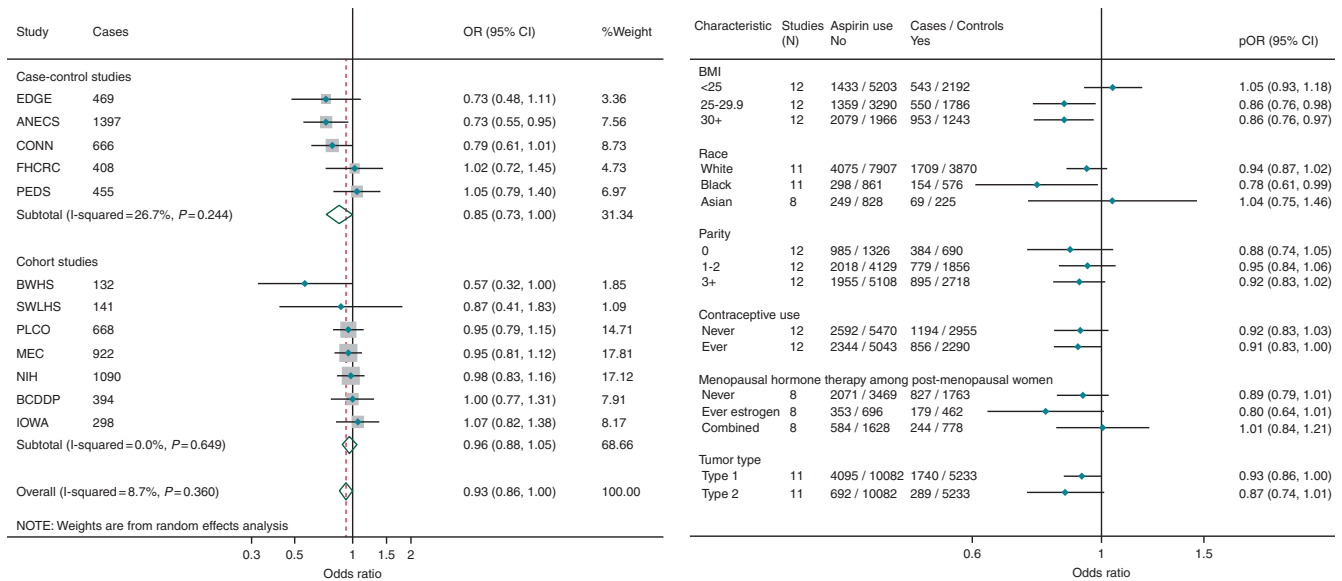 Study Cases OR (95% CI) %Weight
Case-control studies
EDGE 469 0.73 (0.48, 1.11) 3.36
ANECS 1397 0.73 (0.55, 0.95) 7.56
CONN 666 0.79 (0.61, 1.01) 8.73
FHCRC 408 1.02 (0.72, 1.45) 4.73
PEDS 455 1.05 (0.79, 1.40) 6.97
Subtotal (I-squared=26.7%, P=0.244) 0.85 (0.73, 1.00) 31.34
Cohort studies
BWHS 132 0.57 (0.32, 1.00) 1.85
SWLHS 141 0.87 (0.41, 1.83) 1.09
PLCO 668 0.95 (0.79, 1.15) 14.71
MEC 922 0.95 (0.81, 1.12) 17.81
NIH 1090 0.98 (0.83, 1.16) 17.12
BCDDP 394 1.00 (0.77, 1.31) 7.91
IOWA 298 1.07 (0.82, 1.38) 8.17
Subtotal (I-squared=0.0%, P=0.649) 0.96 (0.88, 1.05) 68.66
Overall (I-squared=8.7%, P=0.360) 0.93 (0.86, 1.00) 100.00
NOTE: Weights are from random effects analysis
0.3 0.5 1 1.5 2
Odds ratio
Characteristic Studies Aspirin use Cases / Controls
(N) No Yes pOR (95% CI)
BMI
<25 12 1433 / 5203 543 / 2192 1.05 (0.93, 1.18)
25-29.9 12 1359 / 3290 550 / 1786 0.86 (0.76, 0.98)
30+ 12 2079 / 1966 953 / 1243 0.86 (0.76, 0.97)
Race
White 11 4075 / 7907 1709 / 3870 0.94 (0.87, 1.02)
Black 11 298 / 861 154 / 576 0.78 (0.61, 0.99)
Asian 8 249 / 828 69 / 225 1.04 (0.75, 1.46)
Parity
0 12 985 / 1326 384 / 690 0.88 (0.74, 1.05)
1-2 12 2018 / 4129 779 / 1856 0.95 (0.84, 1.06)
3+ 12 1955 / 5108 895 / 2718 0.92 (0.83, 1.02)
Contraceptive use
Never 12 2592 / 5470 1194 / 2955 0.92 (0.83, 1.03)
Ever 12 2344 / 5043 856 / 2290 0.91 (0.83, 1.00)
Menopausal hormone therapy among post-menopausal women
Never 8 2071 / 3469 827 / 1763 0.89 (0.79, 1.01)
Ever estrogen 8 353 / 696 179 / 462 0.80 (0.64, 1.01)
Combined 8 584 / 1628 244 / 778 1.01 (0.84, 1.21)
Tumor type
Type 1 11 4095 / 10082 1740 / 5233 0.93 (0.86, 1.00)
Type 2 11 692 / 10082 289 / 5233 0.87 (0.74, 1.01)
0.6 1 1.5
Odds ratio